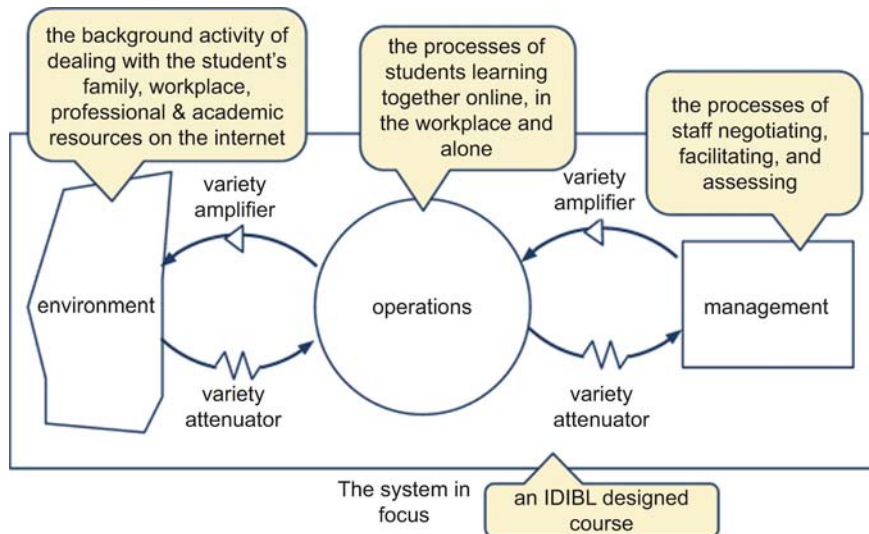 the background activity of
dealing with the student’s
family, workplace,
professional & academic
resources on the internet
the processes of
students learning
together online, in
the workplace and
alone
the processes of
staff negotiating,
facilitating, and
assessing
variety
amplifier
variety
amplifier
environment
operations
management
variety
attenuator
variety
attenuator
The system in
focus
an IDIBL designed
course